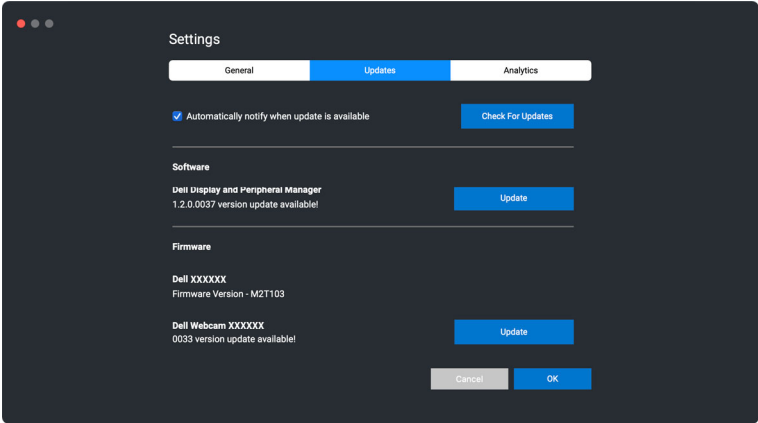 Settings
General
Updates
Analytics
Automatically notify when update is available
Check For Updates
Software
Dell Display and Peripheral Manager
1.2.0.0037 version update available!
Update
Firmware
Dell XXXXXX
Firmware Version - M2T103
Dell Webcam XXXXXX
0033 version update available!
Update
Cancel
OK